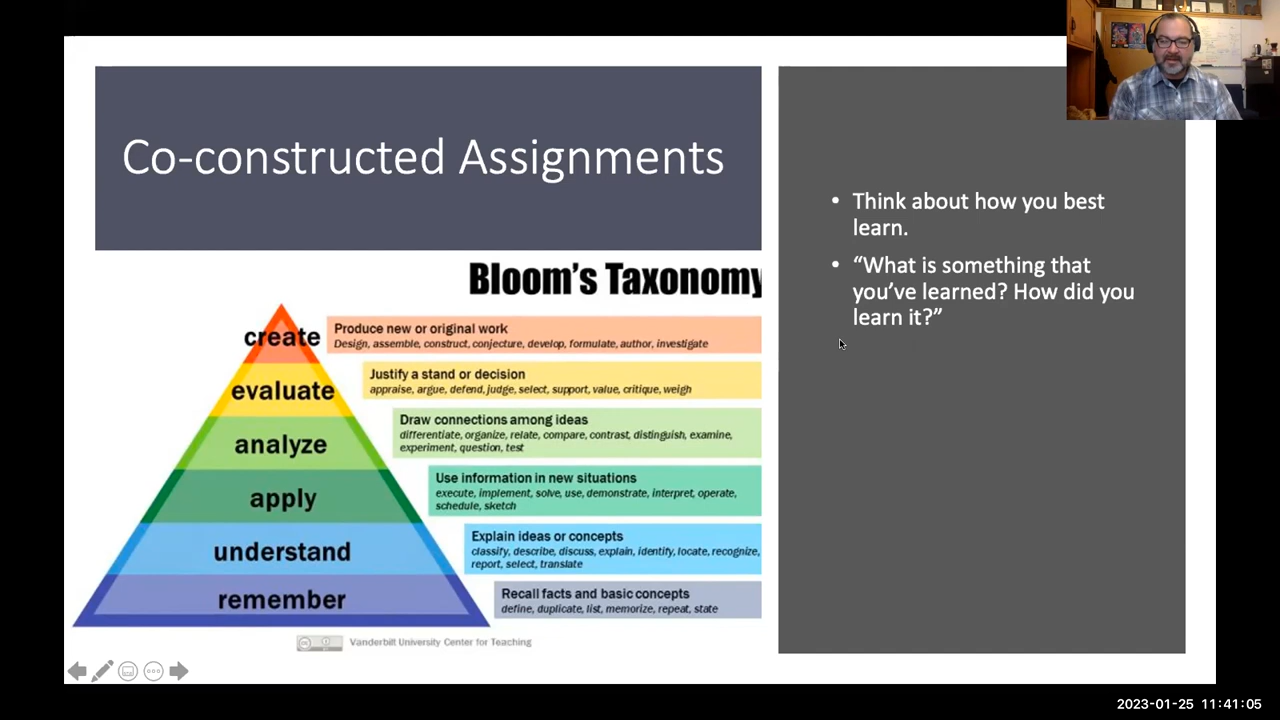 Co-constructed Assignments
Bloom's Taxonomy
create
Produce new or original work
Design, assemble, construct, conjecture, develop, formulate, author, investigate
evaluate
Justify a stand or decision
appraise, argue, defend, judge, select, support, value, critique, weigh
analyze
Draw connections among ideas
differentiate, organize, relate, compare, contrast, distinguish, examine,
experiment, question, test
apply
Use information in new situations
execute, implement, solve, use, demonstrate, interpret, operate,
schedule, sketch
understand
Explain ideas or concepts
classify, describe, discuss, explain, identify, locate, recognize,
report, select, translate
remember
Recall facts and basic concepts
define, duplicate, list, memorize, repeat, state
Vanderbilt University Center for Teaching
• Think about how you best
learn.
• “What is something that
you’ve learned? How did you
learn it?”
2023-01-25 11:41:05